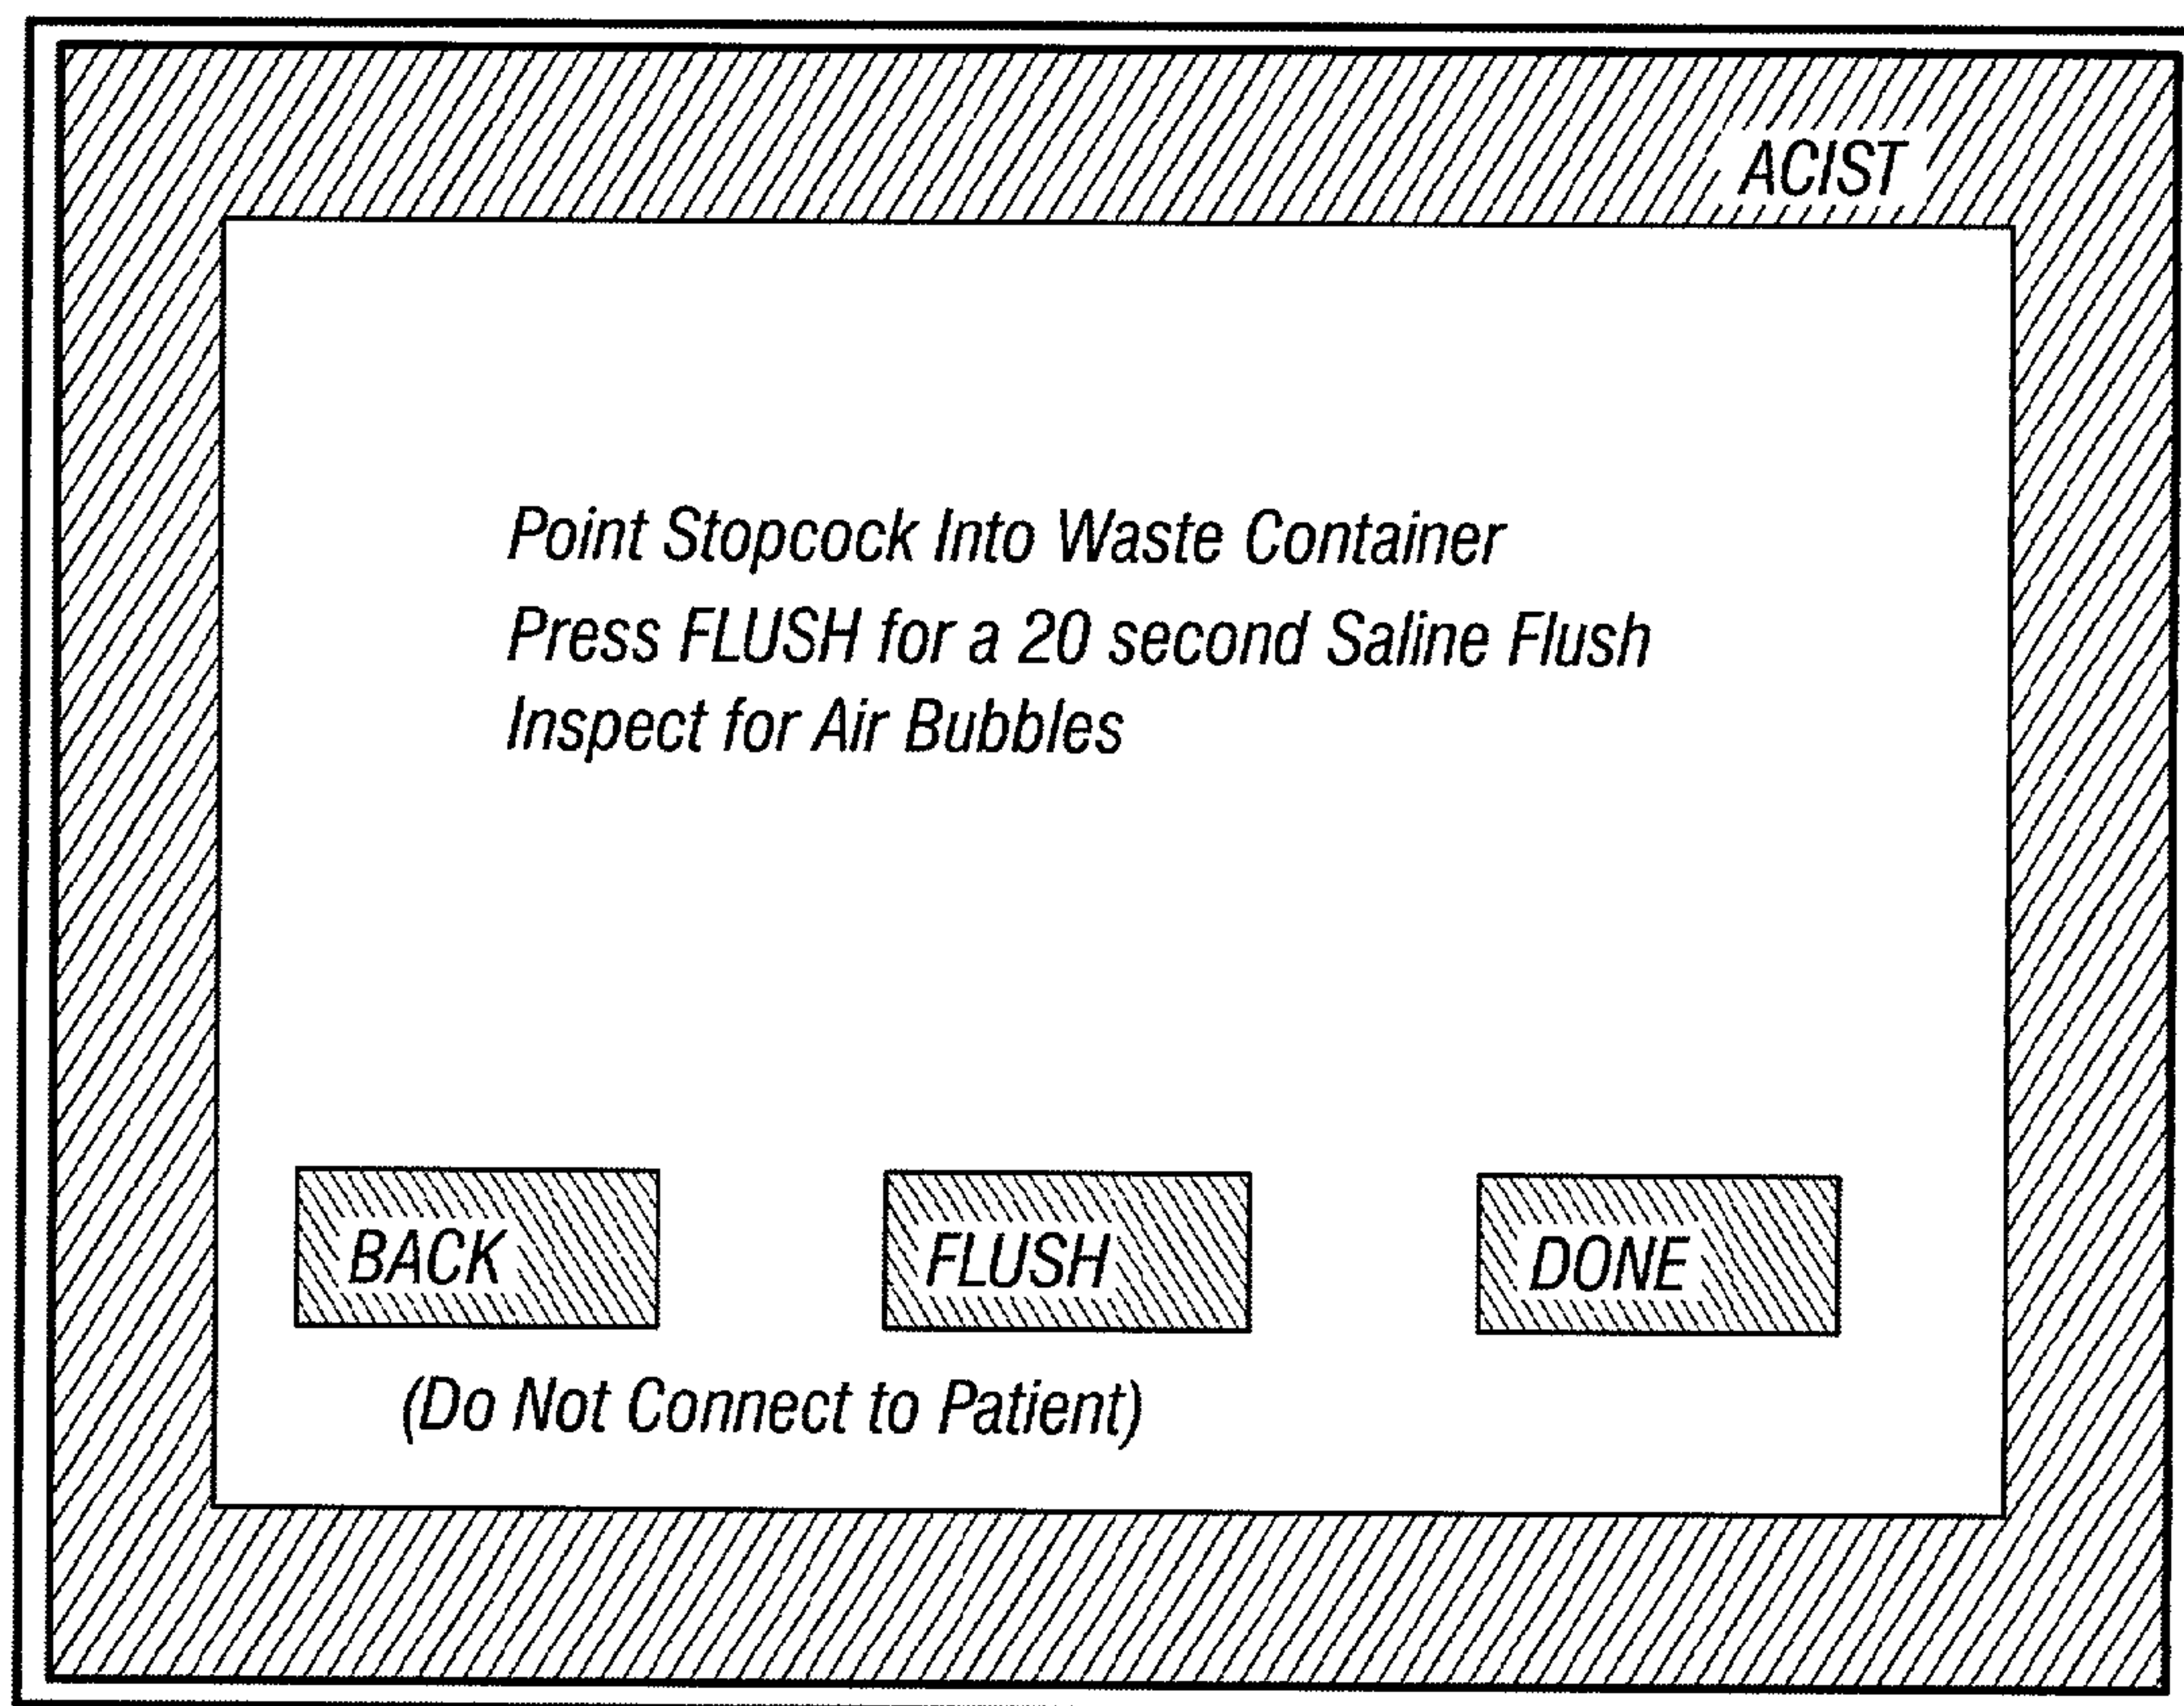 ACIST
Point Stopcock Into Waste Container
Press FLUSH for a 20 second Saline Flush
Inspect for Air Bubbles
BACK FLUSH DONE
(Do Not Connect to Patient)